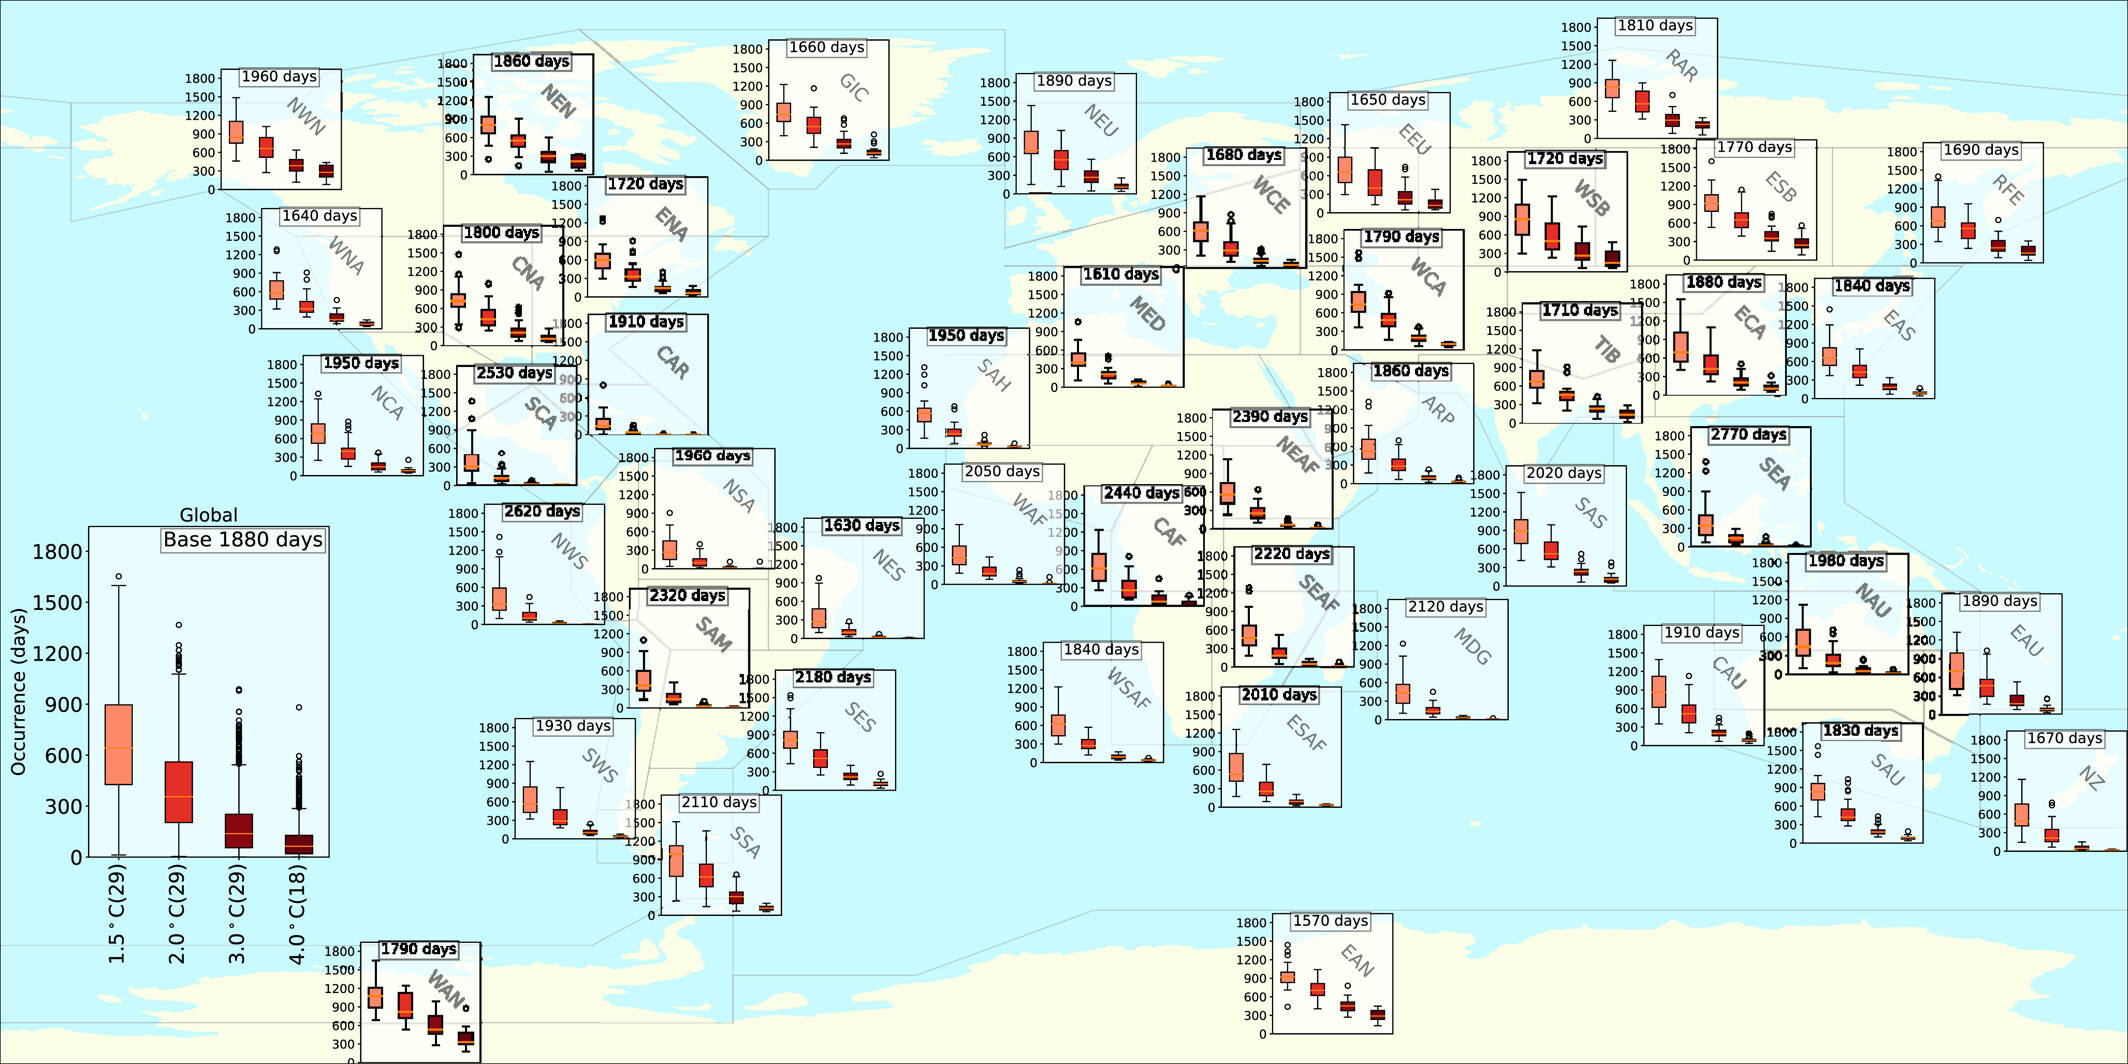 1810 days
RAR
1660 days
GIC
1860 days
NEN
1960 days
NWN
1890 days
NEU
1650 days
EEU
1680 days
WCE
1720 days
WSB
1770 days
ESB
1690 days
RFE
1720 days
ENA
1640 days
WNA
1800 days
CNA
1790 days
WCA
1610 days
MED
1880 days
ECA
1840 days
EAS
1710 days
TIB
1910 days
CAR
1950 days
SAH
1950 days
NCA
2530 days
SCA
1860 days
ARP
2390 days
NEAF
2770 days
SEA
1960 days
NSA
2050 days
WAF
2020 days
SAS
2440 days
CAF
2620 days
NWS
1630 days
NES
Global
Base 1880 days
1800
1500
1200
900
600
300
0
Occurrence (days)
1.5°C(29)
2.0°C(29)
3.0°C(29)
4.0°C(18)
2220 days
SEAF
1980 days
NAU
2320 days
SAM
2120 days
MDG
1890 days
EAU
1910 days
CAU
1840 days
WSAF
2180 days
SES
2010 days
ESAF
1930 days
SWS
1830 days
SAU
1670 days
NZ
2110 days
SSA
1570 days
EAN
1790 days
WAN